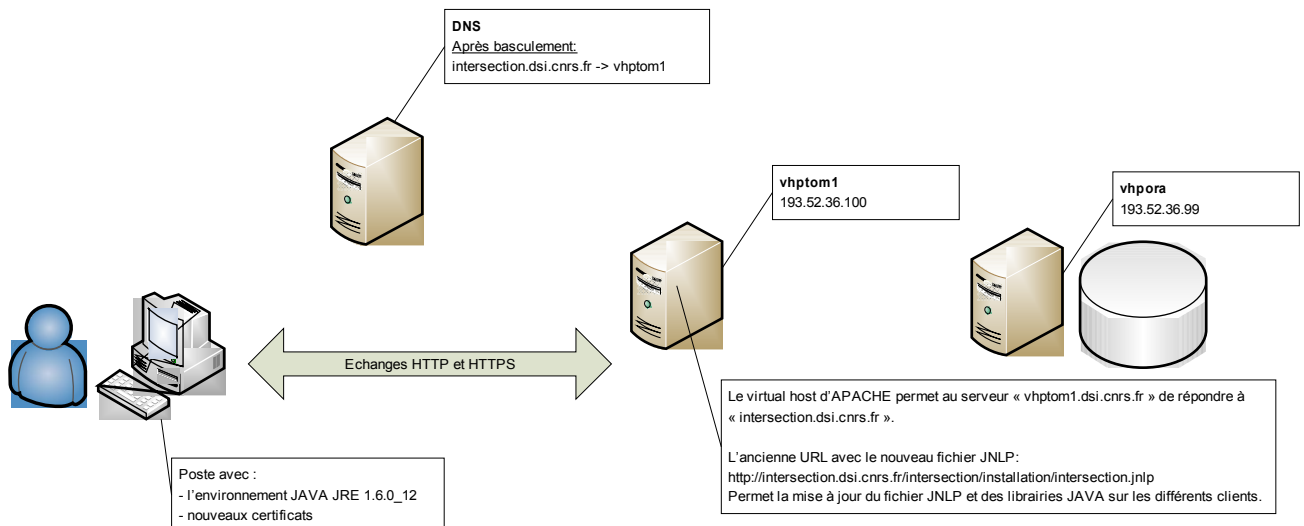 DNS
Après basculement:
intersection.dsi.cnrs.fr -> vhptom1
vhptom1
193.52.36.100
vhpora
193.52.36.99
Echanges HTTP et HTTPS
Le virtual host d’APACHE permet au serveur « vhptom1.dsi.cnrs.fr » de répondre à
« intersection.dsi.cnrs.fr ».
L’ancienne URL avec le nouveau fichier JNLP:
http://intersection.dsi.cnrs.fr/intersection/installation/intersection.jnlp
Permet la mise à jour du fichier JNLP et des librairies JAVA sur les différents clients.
Poste avec :
- l’environnement JAVA JRE 1.6.0_12
- nouveaux certificats